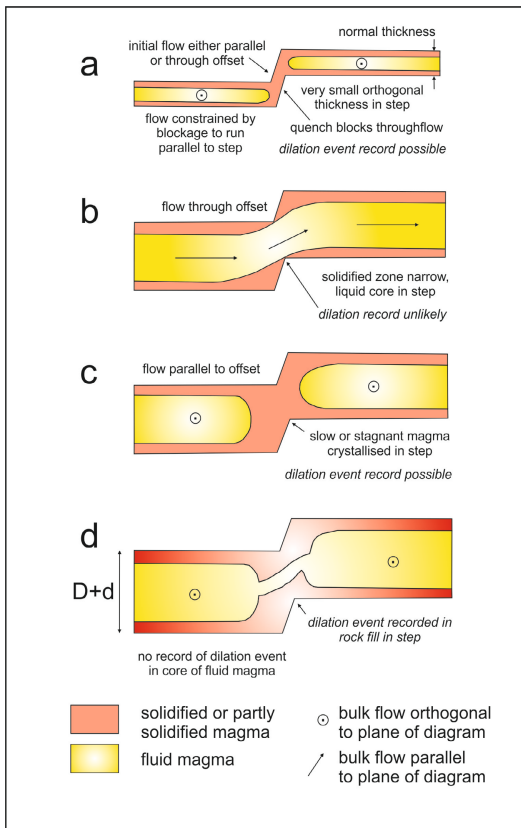 a
initial flow either parallel
or through offset
normal thickness
flow constrained by
blockage to run
parallel to step
very small orthogonal
thickness in step
quench blocks throughflow
dilation event record possible
b
flow through offset
solidified zone narrow,
liquid core in step
dilation record unlikely
c
flow parallel to offset
slow or stagnant magma
crystallised in step
dilation event record possible
d
D+d
dilation event recorded in
rock fill in step
no record of dilation event
in core of fluid magma
solidified or partly
solidified magma
fluid magma
bulk flow orthogonal
to plane of diagram
bulk flow parallel
to plane of diagram